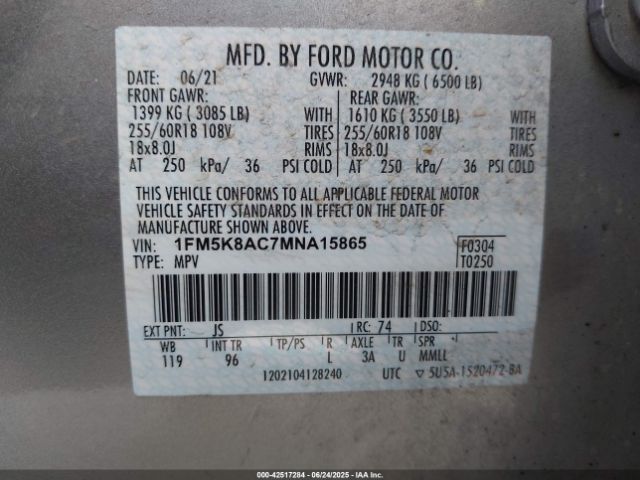 MFD. BY FORD MOTOR CO.
DATE: 06/21 GVWR: 2948 KG ( 6500 LB)
FRONT GAWR: REAR GAWR:
1399 KG ( 3085 LB) WITH 1610 KG ( 3550 LB) WITH
255/60R18 108V TIRES 255/60R18 108V TIRES
18x8.0J RIMS 18x8.0J RIMS
AT 250 kPa/ 36 PSI COLD AT 250 kPa/ 36 PSI COLD
THIS VEHICLE CONFORMS TO ALL APPLICABLE FEDERAL MOTOR
VEHICLE SAFETY STANDARDS IN EFFECT ON THE DATE OF
MANUFACTURE SHOWN ABOVE.
VIN: 1FM5K8AC7MNA15865 F0304
TYPE: MPV T0250
EXT PNT: JS RC: 74 DSO:
WB INT TR TP/PS R AXLE TR SPR
119 96 L 3A U MMLL
1202104128240 UTC ▽ 5U5A-1520472-BA
000-42517284 - 06/24/2025 - IAA, Inc.